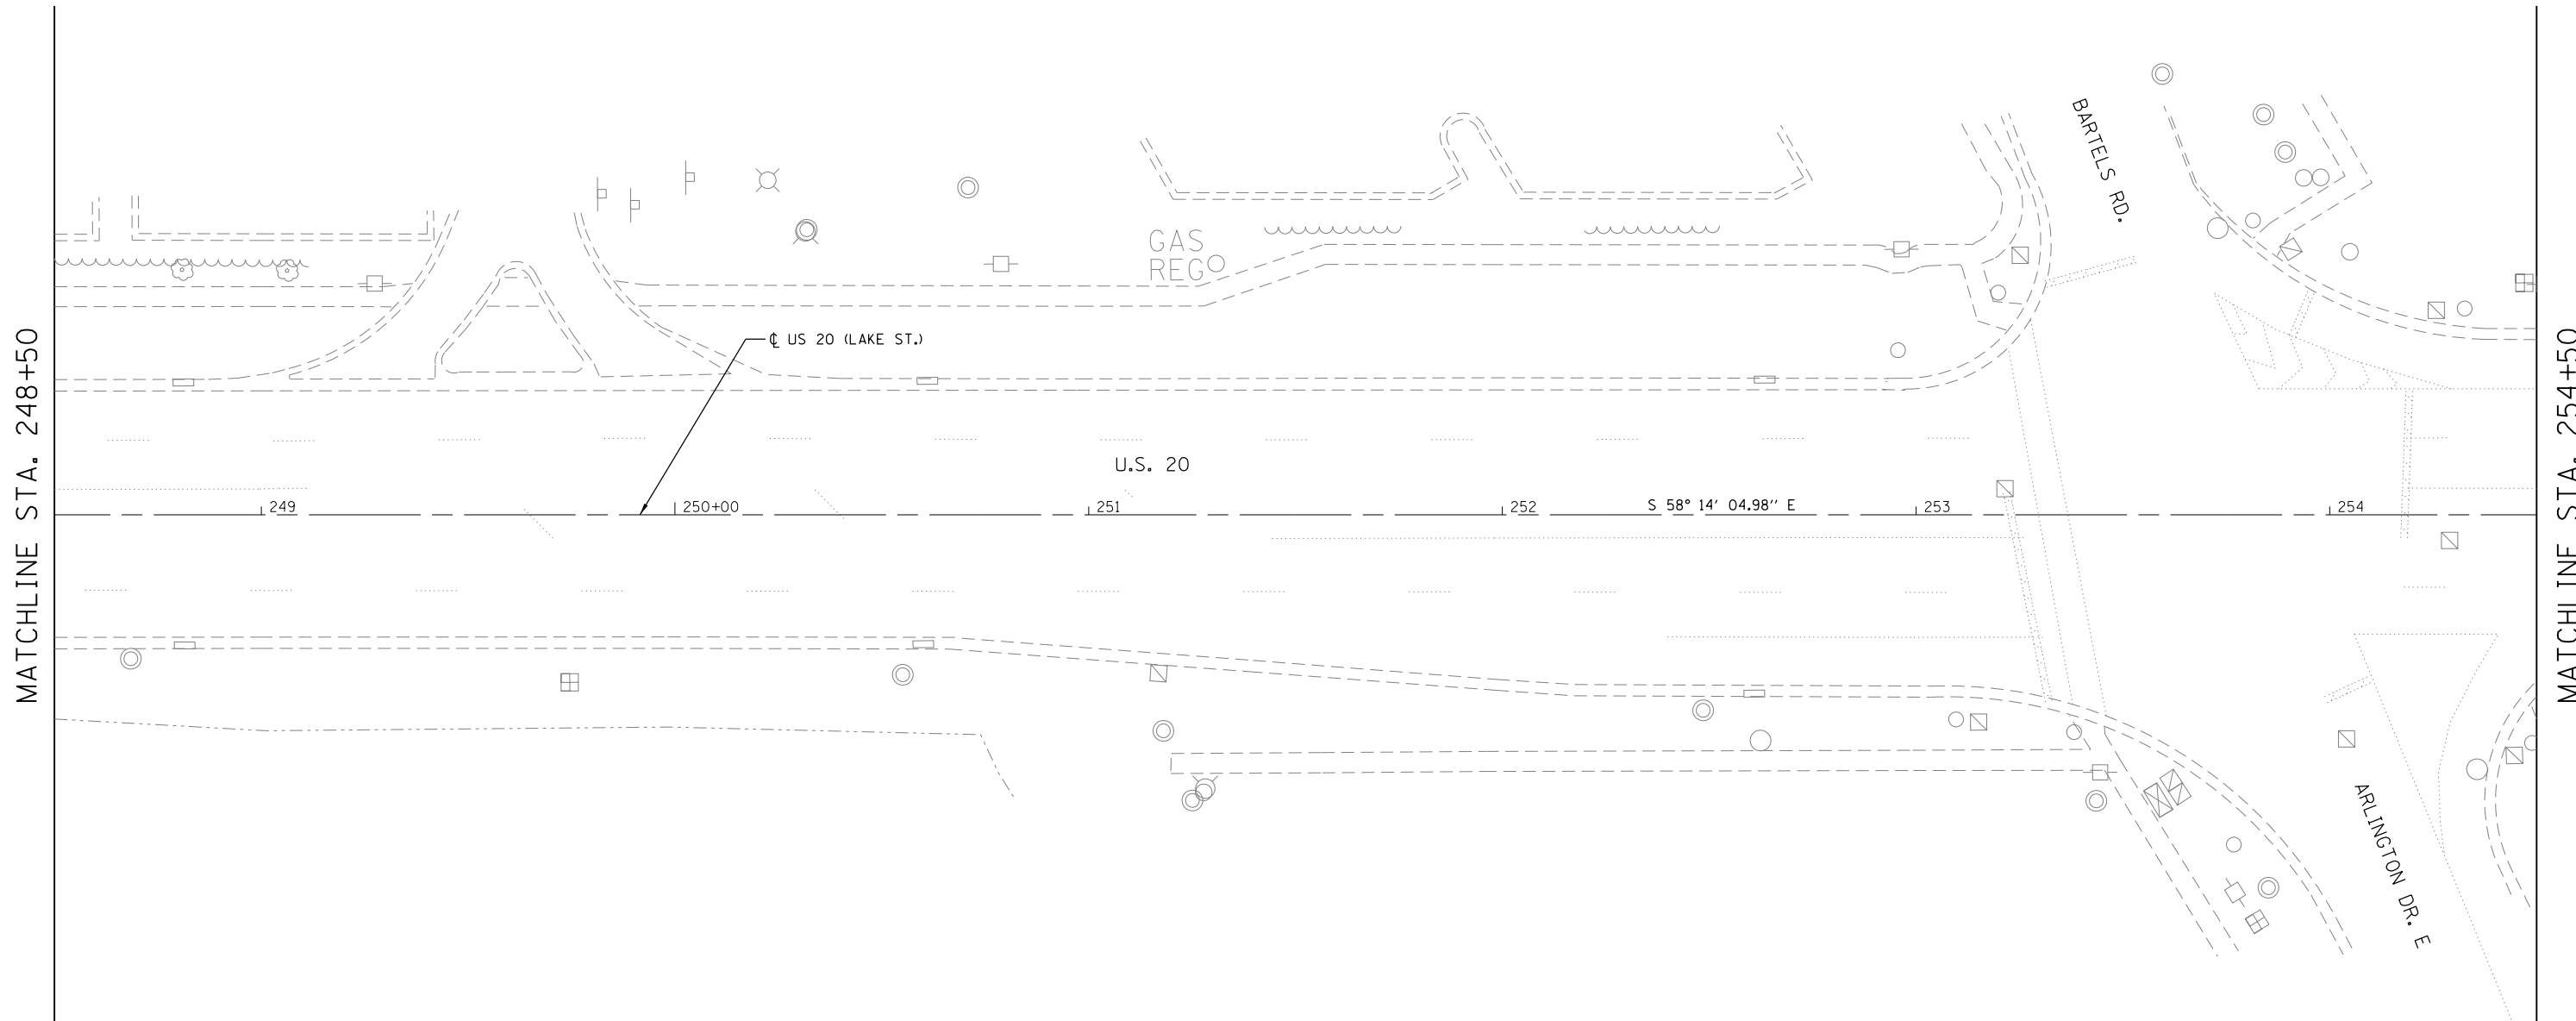 MATCHLINE STA. 248+50
BARTELS RD.
GAS
REG
℄ US 20 (LAKE ST.)
U.S. 20
249
250+00
251
252
S 58° 14' 04.98'' E
253
254
ARLINGTON DR. E
MATCHLINE STA. 254+50